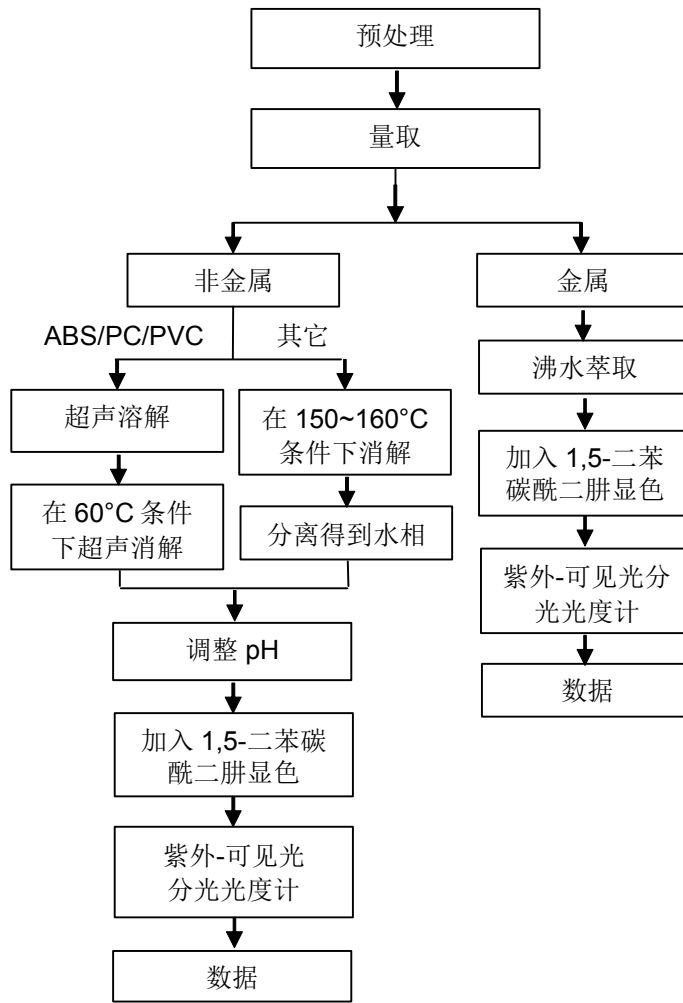 预处理
量取
非金属
金属
ABS/PC/PVC
其它
超声溶解
在 60°C 条件
下超声消解
在 150~160°C
条件下消解
分离得到水相
调整 pH
加入 1,5-二苯碳
酰二肼显色
紫外-可见光
分光光度计
数据
沸水萃取
加入 1,5-二苯
碳酰二肼显色
紫外-可见光分
光光度计
数据